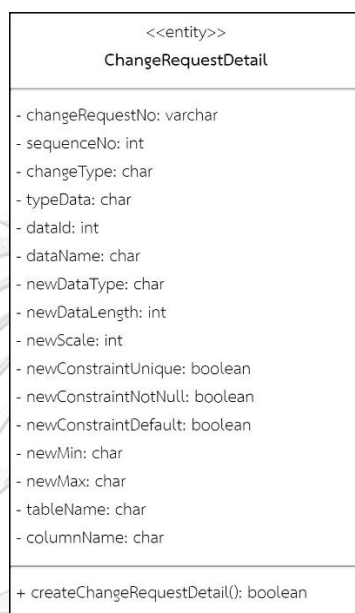 <<entity>>
ChangeRequestDetail
- changeRequestNo: varchar
- sequenceNo: int
- changeType: char
- typeData: char
- dataId: int
- dataName: char
- newDataType: char
- newDataLength: int
- newScale: int
- newConstraintUnique: boolean
- newConstraintNotNull: boolean
- newConstraintDefault: boolean
- newMin: char
- newMax: char
- tableName: char
- columnName: char
+ createChangeRequestDetail(): boolean